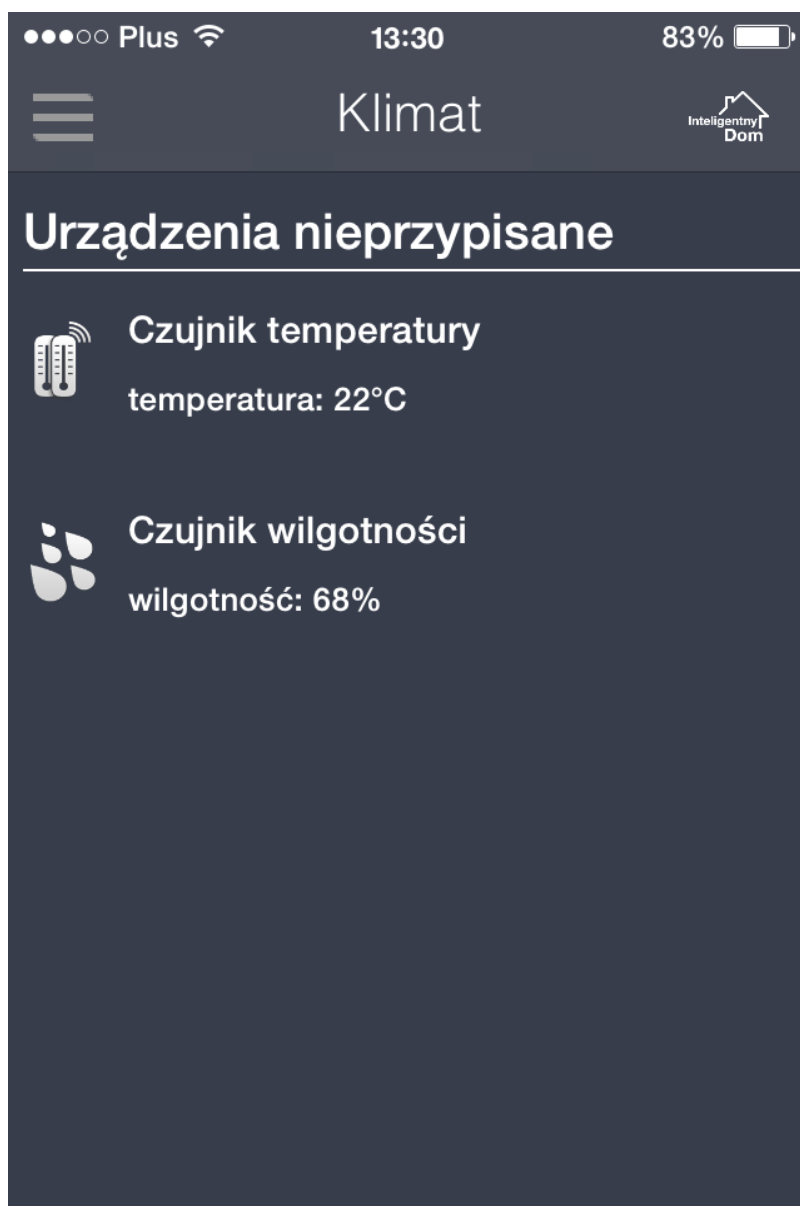 Plus 13:30 83%
Klimat
Inteligentny
Dom
Urządzenia nieprzypisane
Czujnik temperatury
temperatura: 22°C
Czujnik wilgotności
wilgotność: 68%